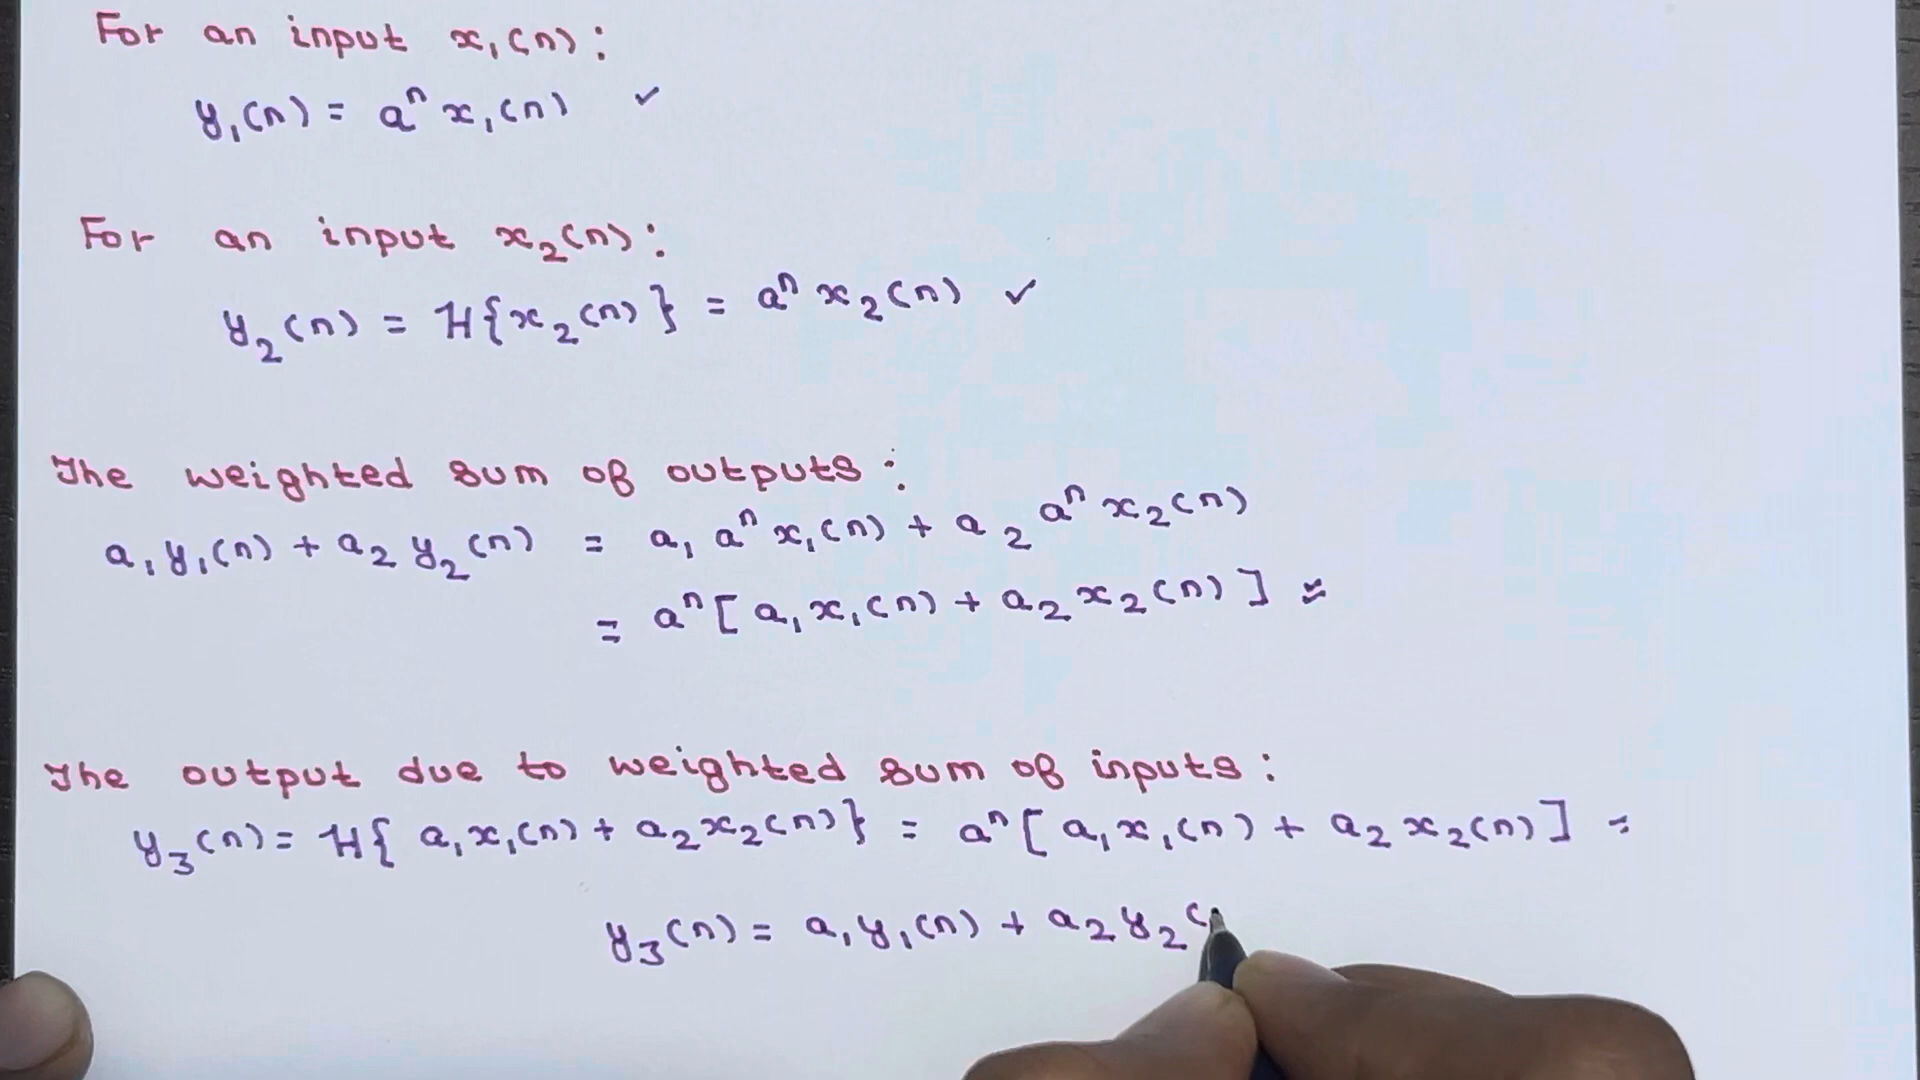 For an input x₁(n):
y₁(n) = aⁿ x₁(n) ✓
For an input x₂(n):
y₂(n) = H{x₂(n)} = aⁿ x₂(n) ✓
The weighted sum of outputs:
a₁y₁(n) + a₂y₂(n) = a₁ aⁿ x₁(n) + a₂ aⁿ x₂(n)
= aⁿ[a₁x₁(n) + a₂x₂(n)]
The output due to weighted sum of inputs:
y₃(n) = H{a₁x₁(n) + a₂x₂(n)} = aⁿ[a₁x₁(n) + a₂x₂(n)]
y₃(n) = a₁y₁(n) + a₂y₂(